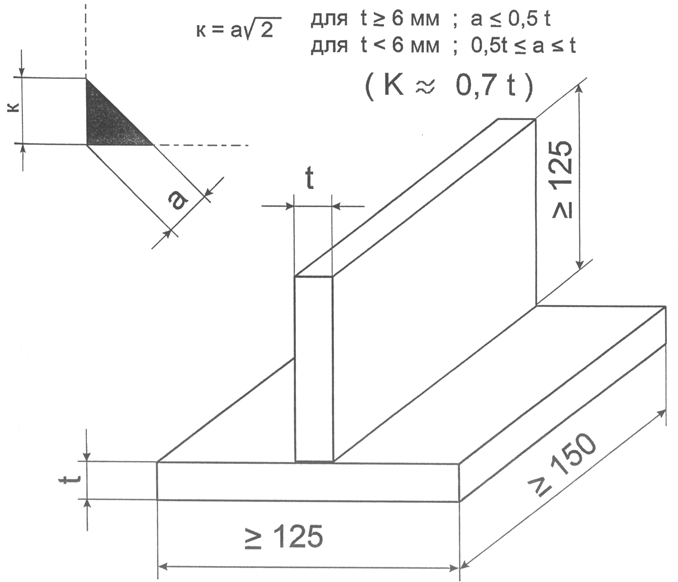 к = a√2
для t ≥ 6 мм ; a ≤ 0,5 t
для t < 6 мм ; 0,5t ≤ a ≤ t
( K ≈ 0,7 t )
к
a
t
≥ 125
t
≥ 150
≥ 125